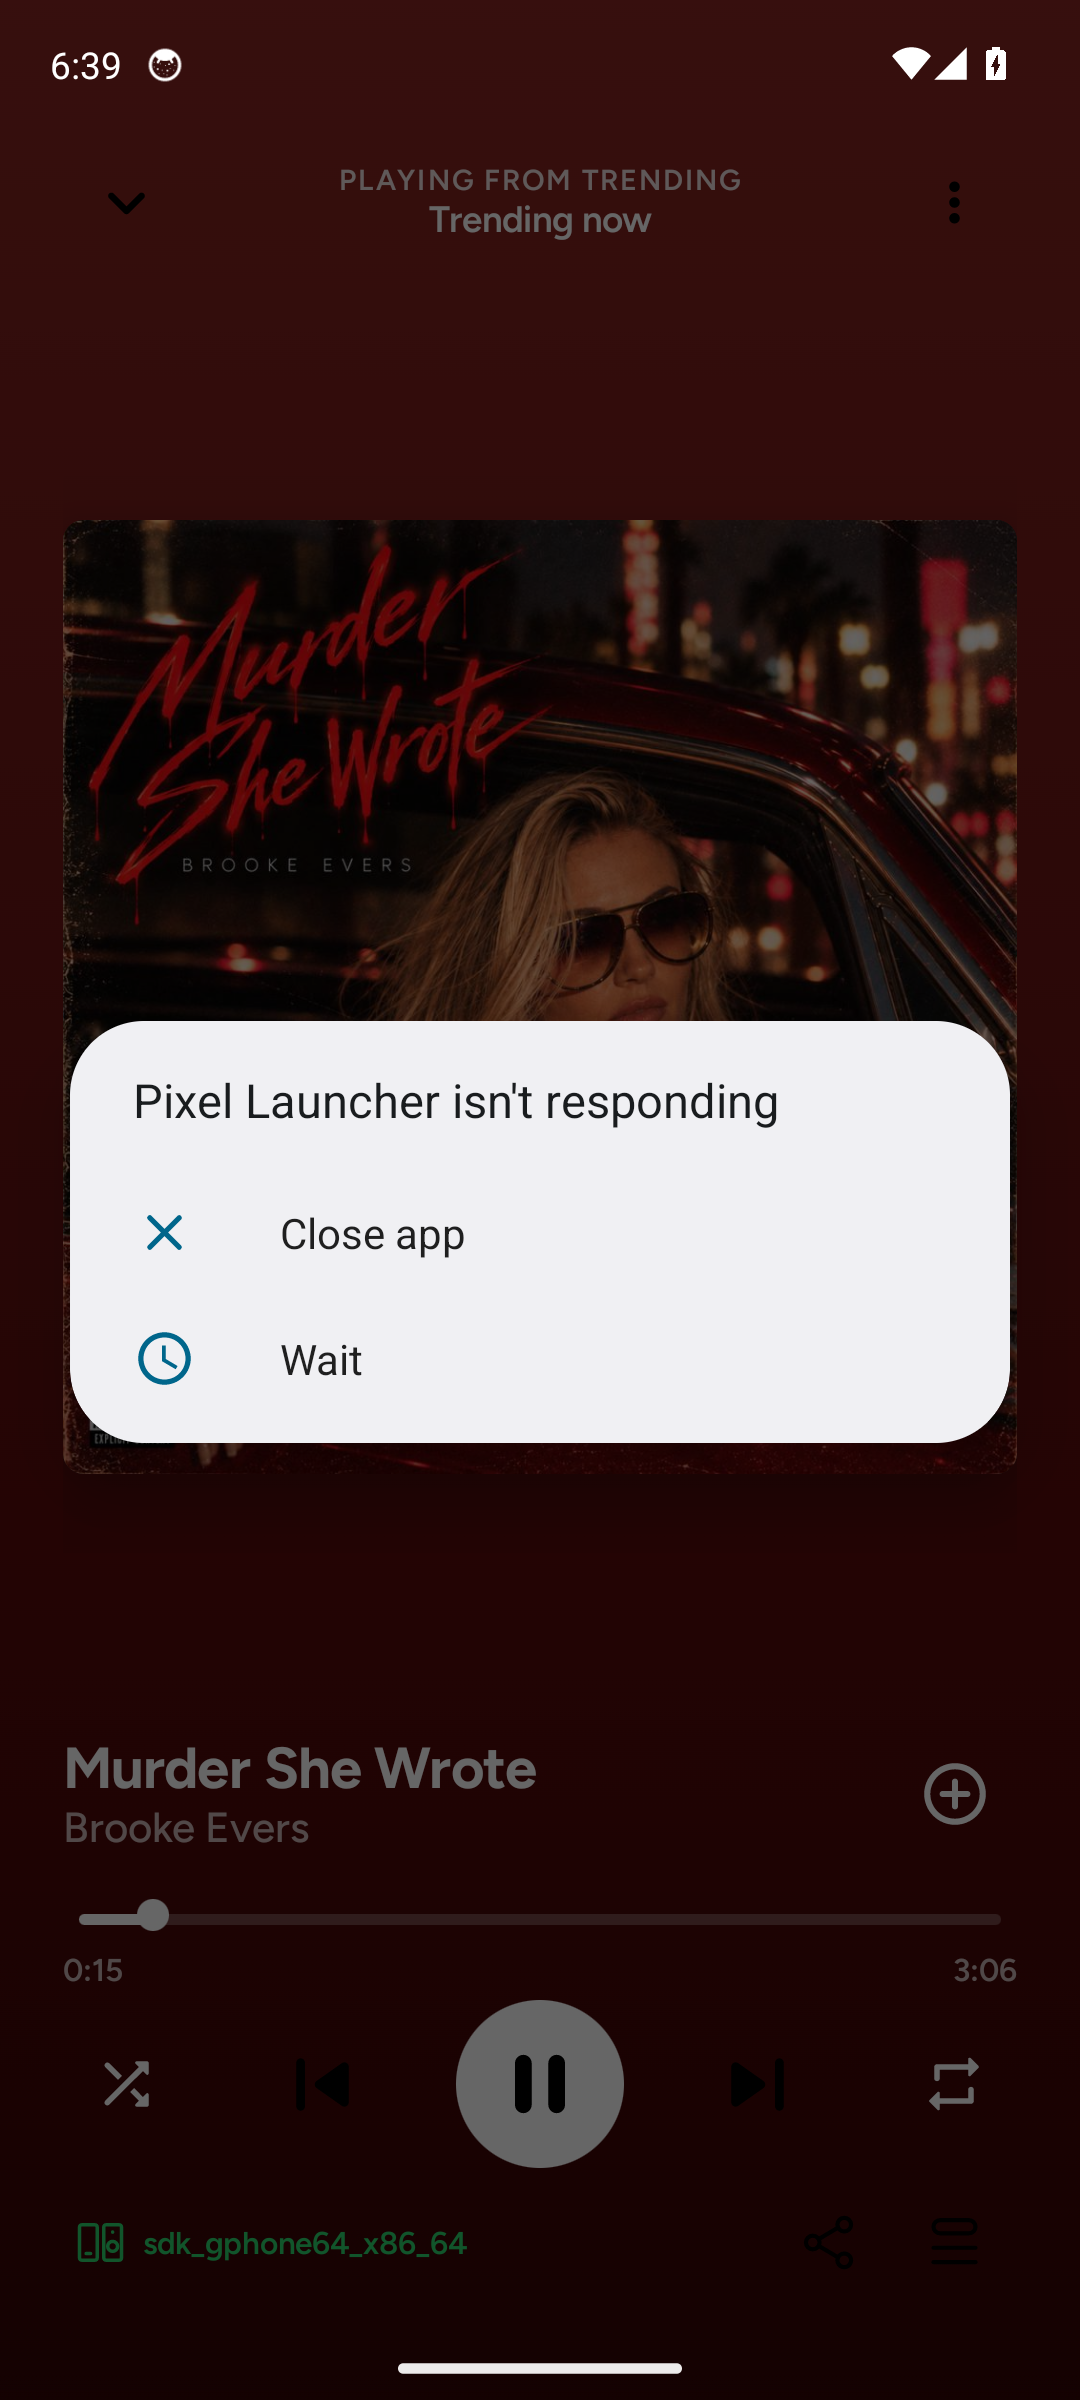 6:39
PLAYING FROM TRENDING
Trending now
Murder
She Wrote
BROOKE EVERS
Pixel Launcher isn't responding
Close app
Wait
Murder She Wrote
Brooke Evers
0:15
3:06
sdk_gphone64_x86_64